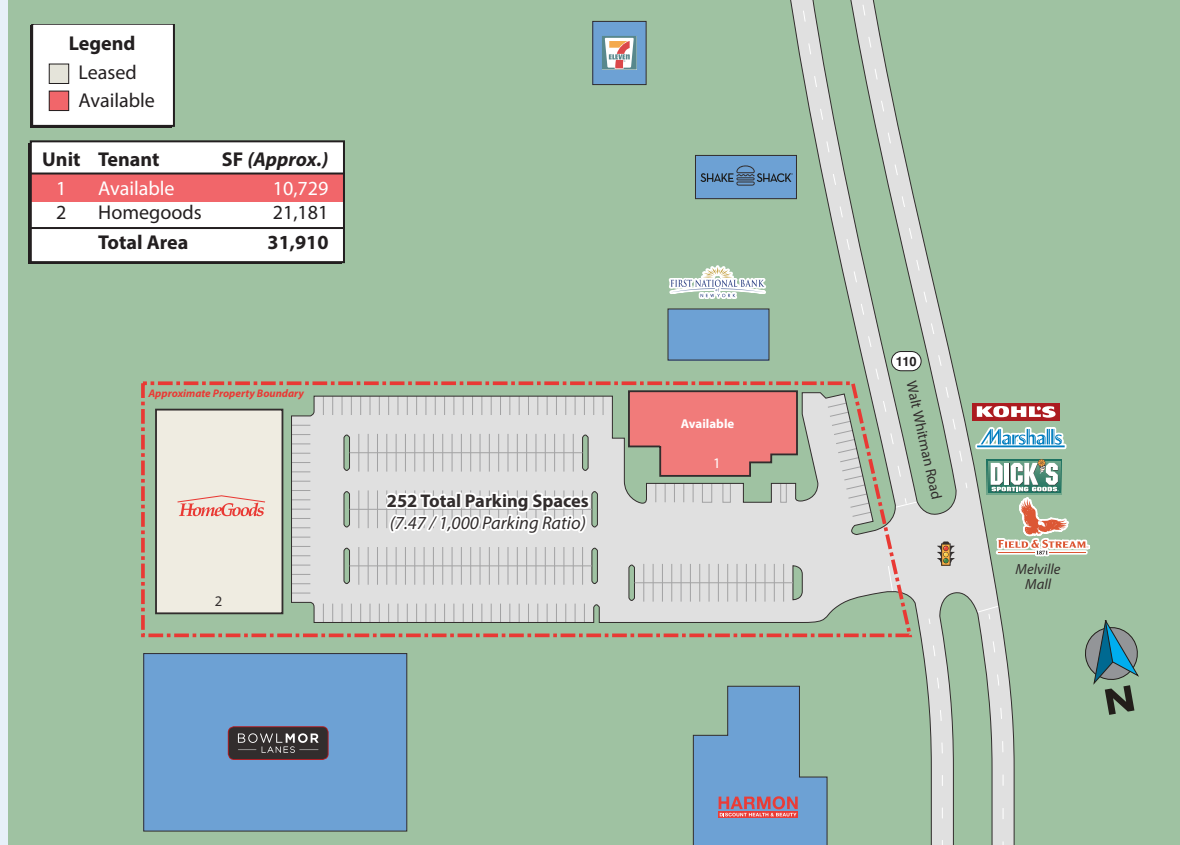 Legend
Leased
Available
Unit Tenant SF (Approx.)
1 Available 10,729
2 Homegoods 21,181
Total Area 31,910
7
ELEVEN
SHAKE SHACK
FIRST NATIONAL BANK
of
NEW YORK
110
Walt Whitman Road
Approximate Property Boundary
Available
1
KOHL'S
Marshalls
DICK'S
SPORTING GOODS
FIELD & STREAM
1871
Melville
Mall
HomeGoods
2
252 Total Parking Spaces
(7.47 / 1,000 Parking Ratio)
BOWLMOR
LANES
HARMON
DISCOUNT HEALTH & BEAUTY
N